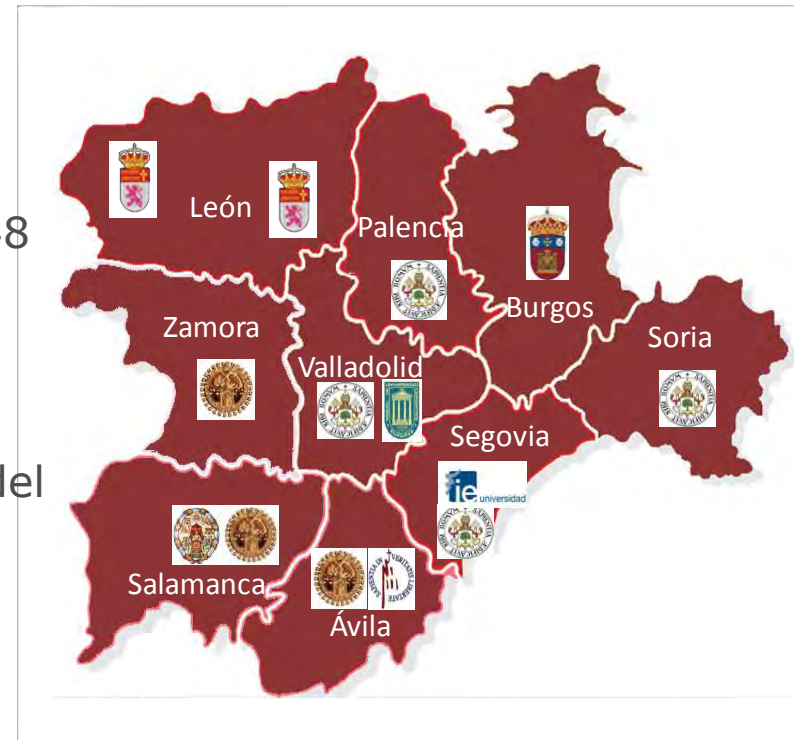 León
-8
Palencia
Burgos
Zamora
Soria
Valladolid
Segovia
ie universidad
del
Salamanca
Ávila